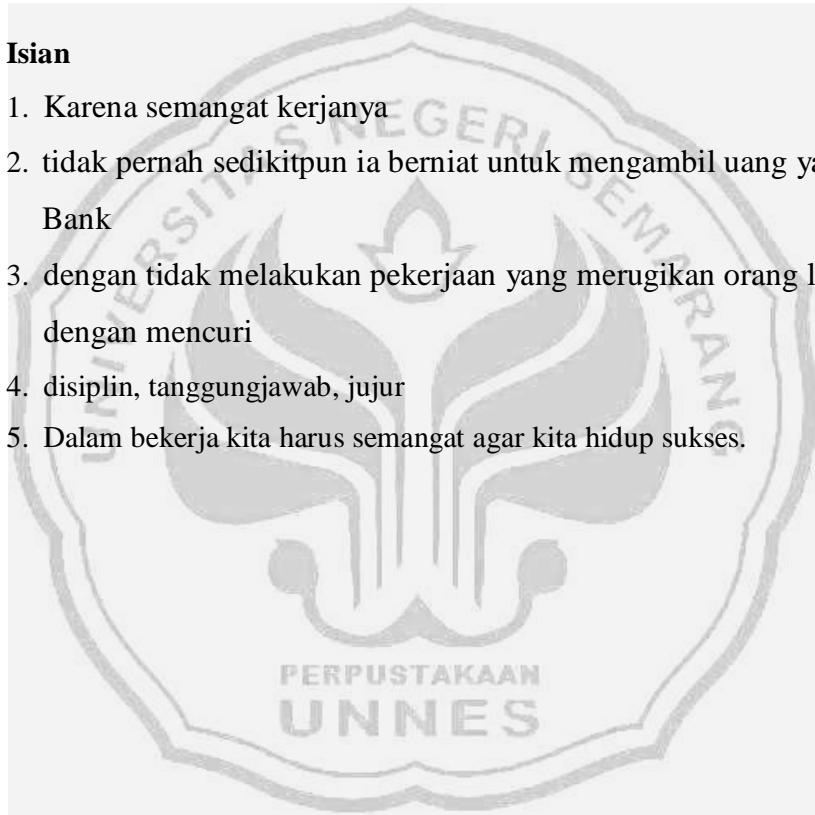 Isian
1. Karena semangat kerjanya
2. tidak pernah sedikitpun ia berniat untuk mengambil uang
Bank
3. dengan tidak melakukan pekerjaan yang merugikan orang
dengan mencuri
4. disiplin, tanggungjawab, jujur
5. Dalam bekerja kita harus semangat agar kita hidup sukses.
UNIVERSITAS NEGERI SEMARANG
PERPUSTAKAAN
UNNES